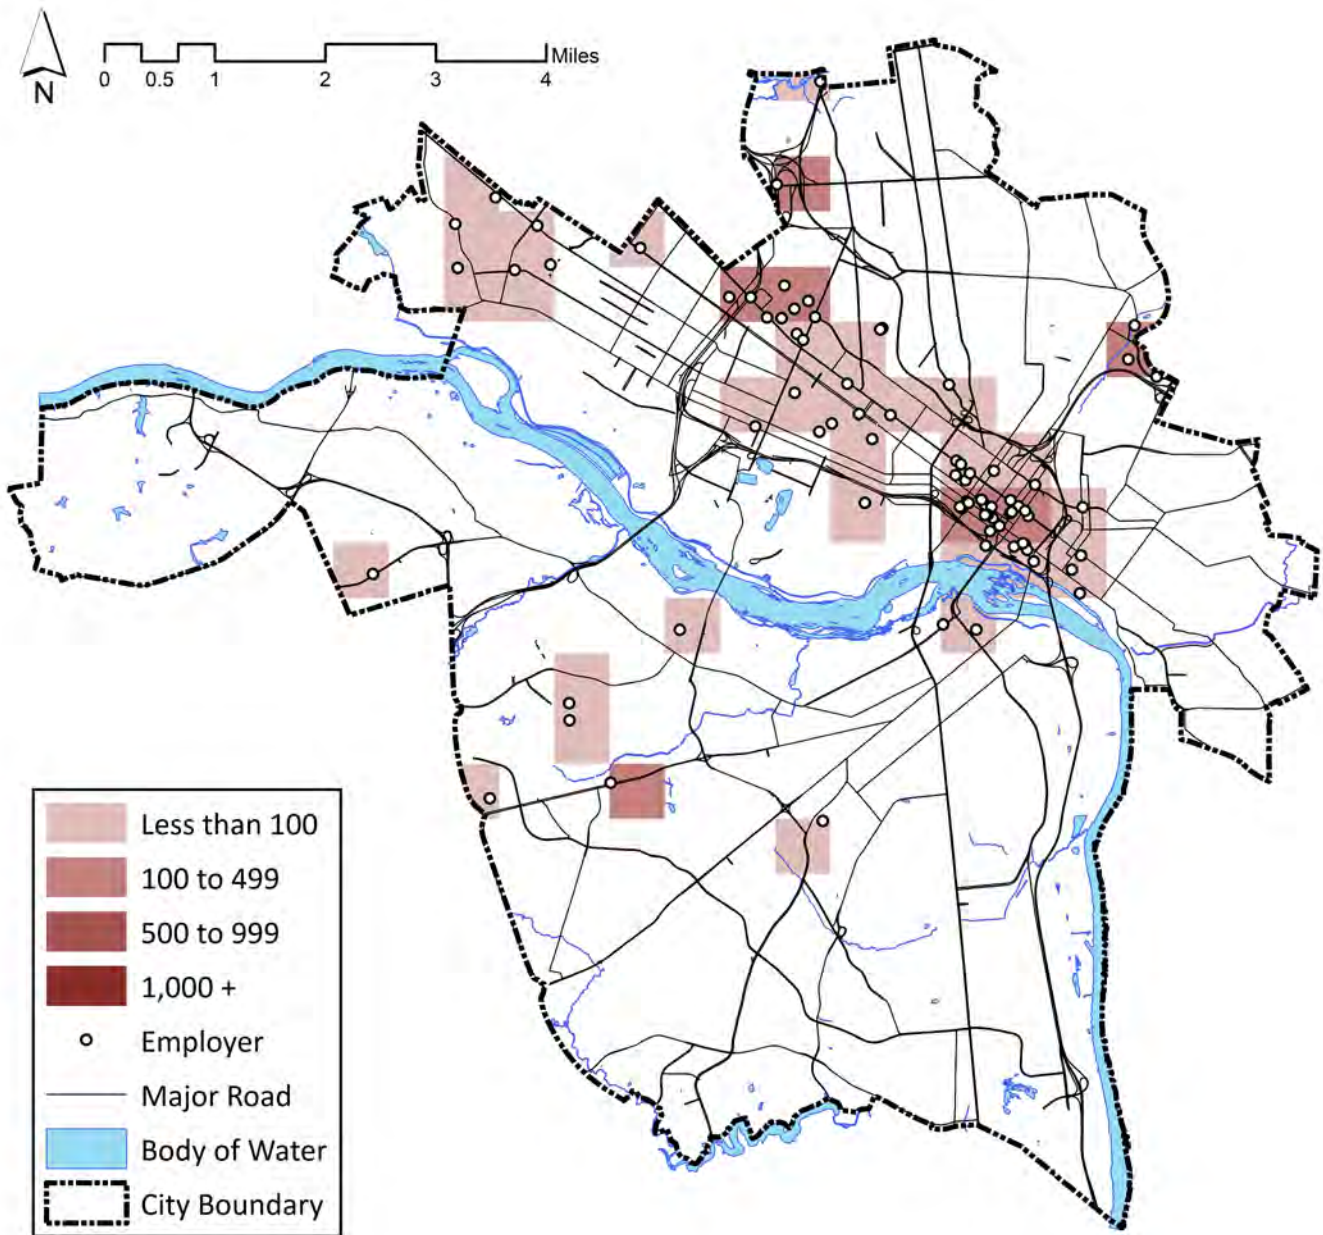 Miles
0 0.5 1 2 3 4
N
Less than 100
100 to 499
500 to 999
1,000 +
Employer
Major Road
Body of Water
City Boundary